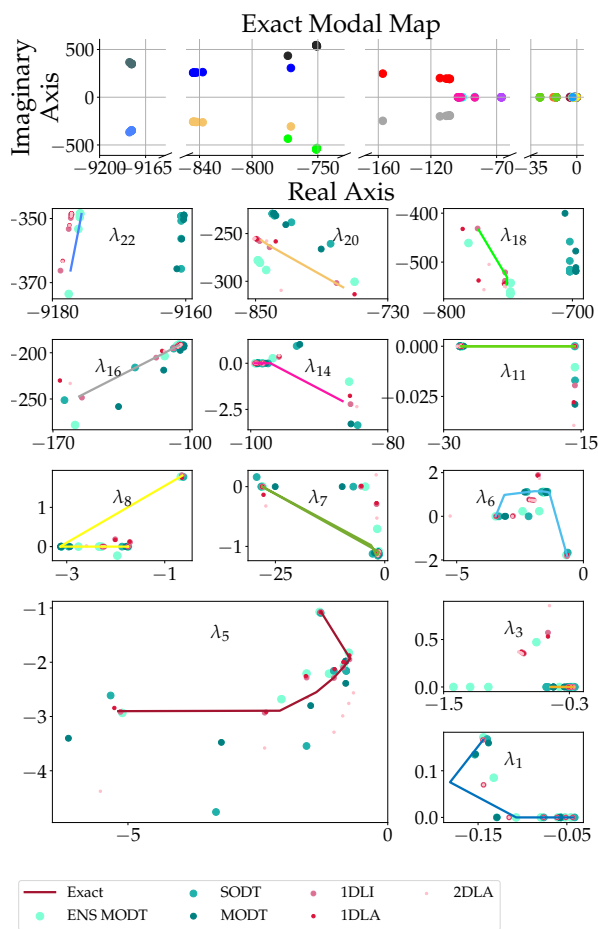 Exact Modal Map
Imaginary
Axis
500
0
−500
−9200 −9165 −840 −800 −750 −160 −100 −70 −35 0
Real Axis
-350
-375
λ22
−9180 −9160
−250
−300
λ20
−850 −730
−400
−500
λ18
−800 −700
-200
-250
λ16
−170 −100
0.0
−2.5
λ14
−100 −80
0.000
−0.025
λ11
−30 −15
1
0
λ8
−3 −1
0
−1
λ7
−25 0
2
0
−2
λ6
−5 0
−1
−2
−3
−4
λ5
−5 0
0.5
0.0
λ3
−1.5 −0.3
0.1
0.0
λ1
−0.15 −0.05
Exact SODT 1DLI 2DLA
ENS MODT MODT 1DLA